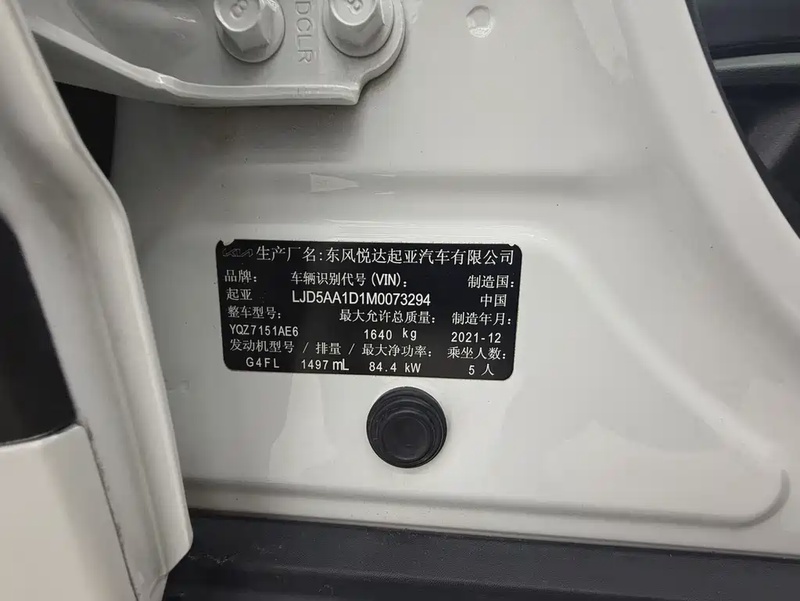 DCLR
8
8
KIA 生产厂名:东风悦达起亚汽车有限公司
品牌: 车辆识别代号(VIN): 制造国:
起亚 LJD5AA1D1M0073294 中国
整车型号: 最大允许总质量: 制造年月:
YQZ7151AE6 1640 kg 2021-12
发动机型号 / 排量 / 最大净功率: 乘坐人数:
G4FL 1497 mL 84.4 kW 5 人